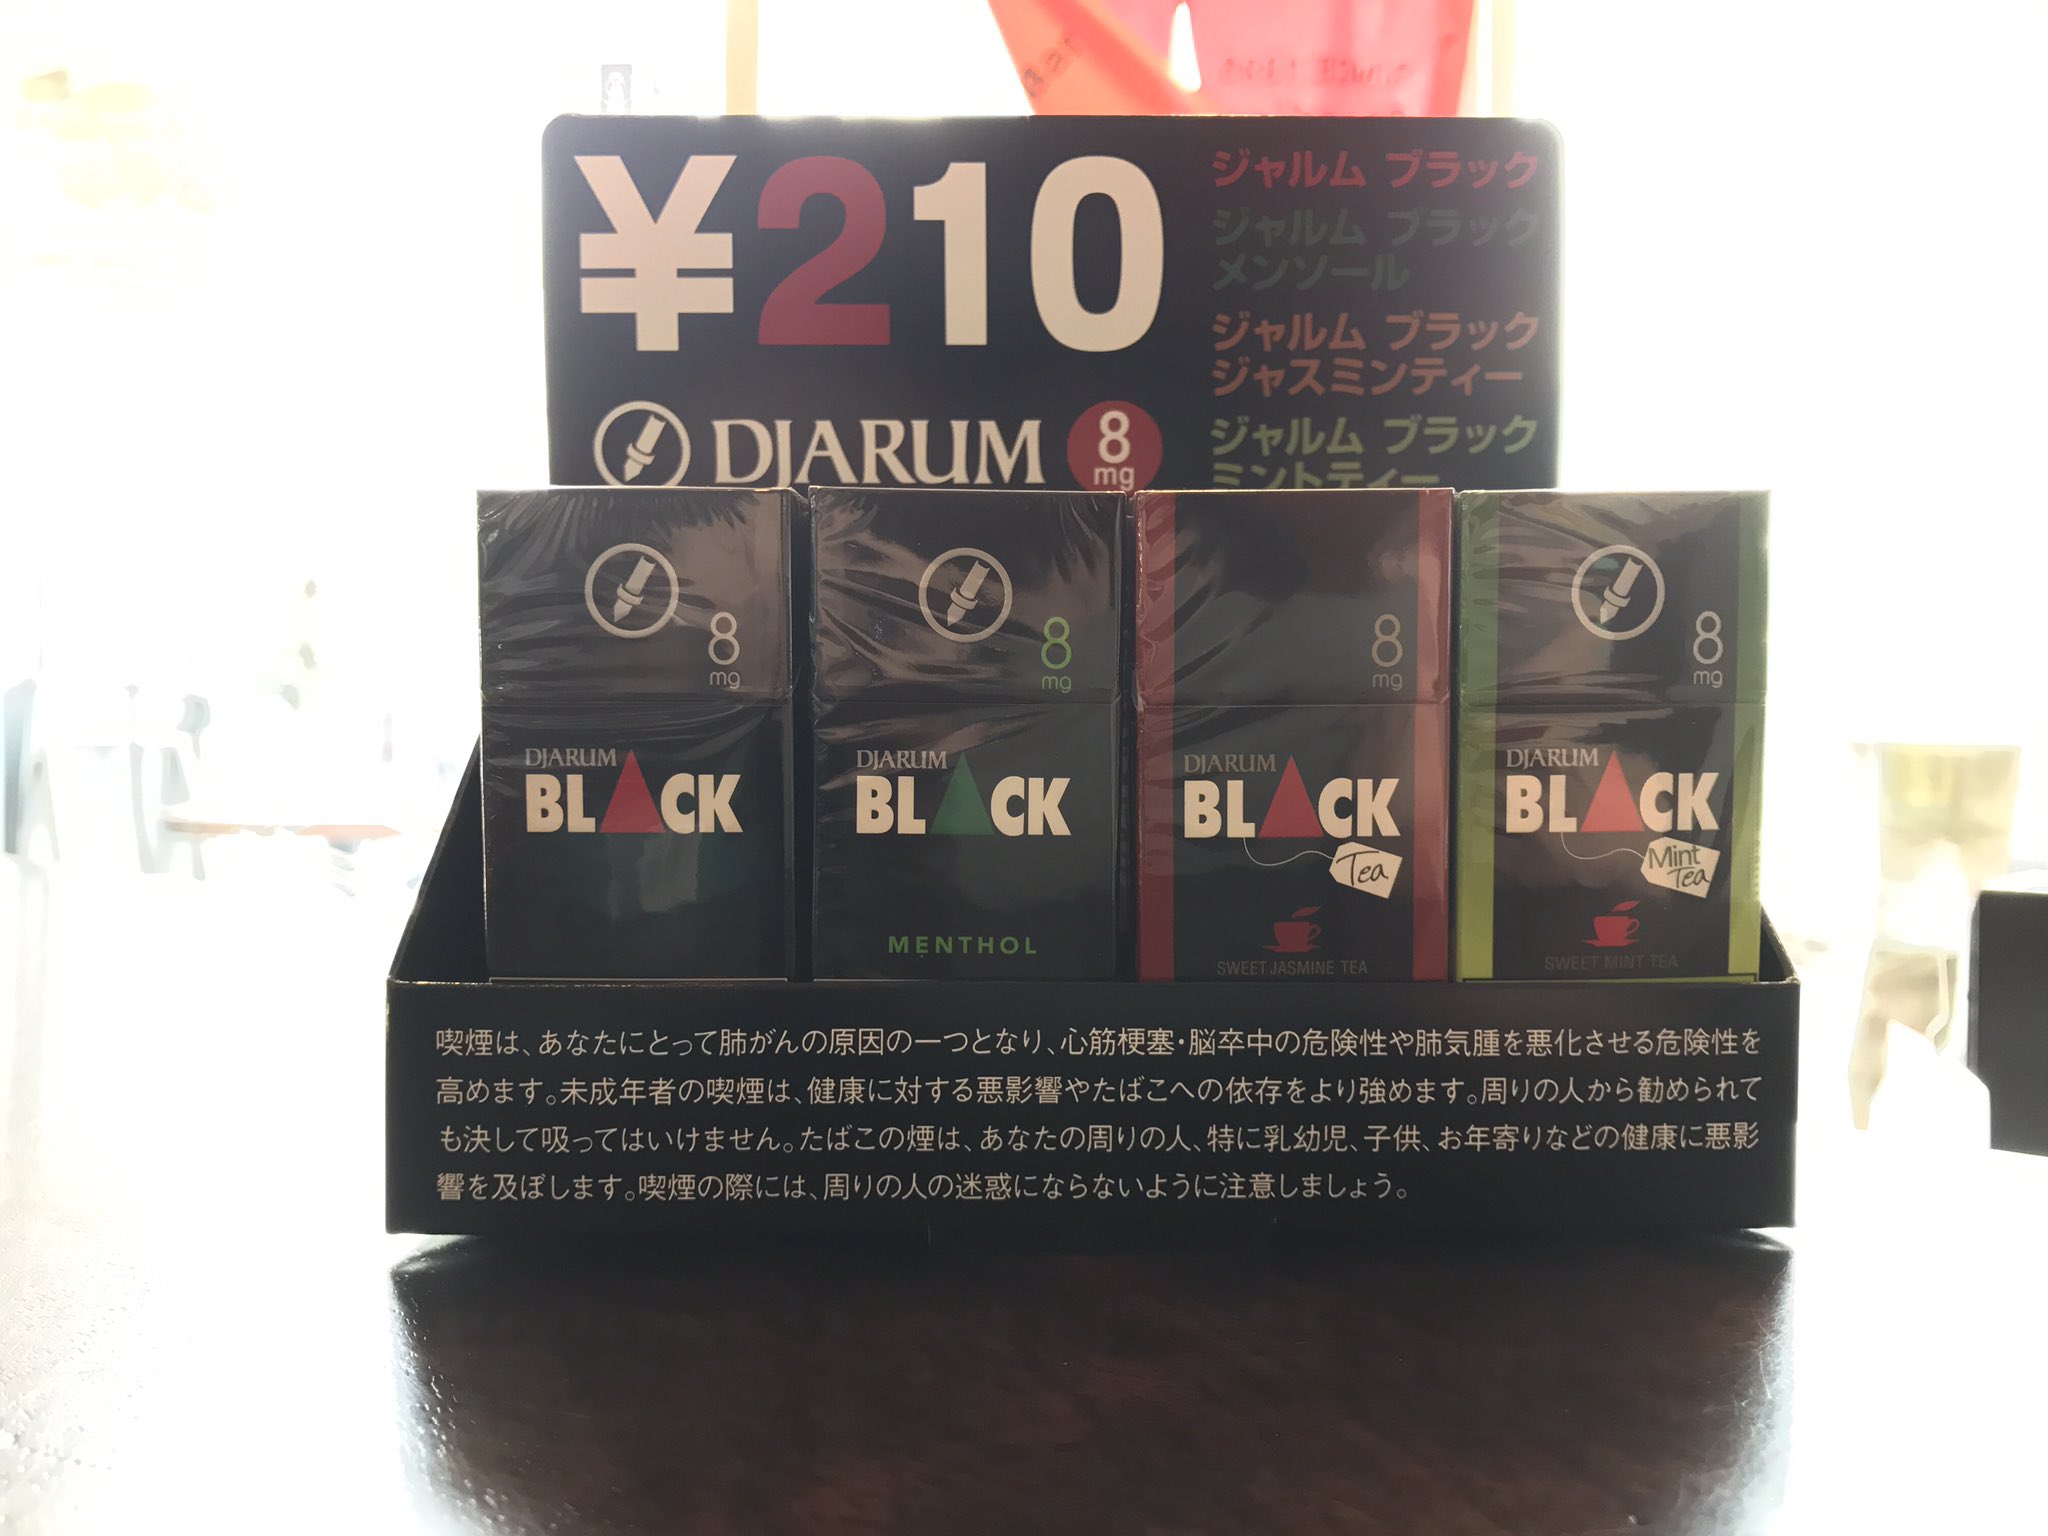 ¥210
ジャルム ブラック
ジャルム ブラック
メンソール
ジャルム ブラック
ジャスミンティー
ジャルム ブラック
ミントティー
DJARUM
8
mg
8
mg
DJARUM
BLACK
8
mg
DJARUM
BLACK
MENTHOL
8
mg
DJARUM
BLACK
Tea
SWEET JASMINE TEA
8
mg
DJARUM
BLACK
Mint
Tea
SWEET MINT TEA
喫煙は、あなたにとって肺がんの原因の一つとなり、心筋梗塞・脳卒中の危険性や肺気腫を悪化させる危険性を
高めます。未成年者の喫煙は、健康に対する悪影響やたばこへの依存をより強めます。周りの人から勧められて
も決して吸ってはいけません。たばこの煙は、あなたの周りの人、特に乳幼児、子供、お年寄りなどの健康に悪影
響を及ぼします。喫煙の際には、周りの人の迷惑にならないように注意しましょう。